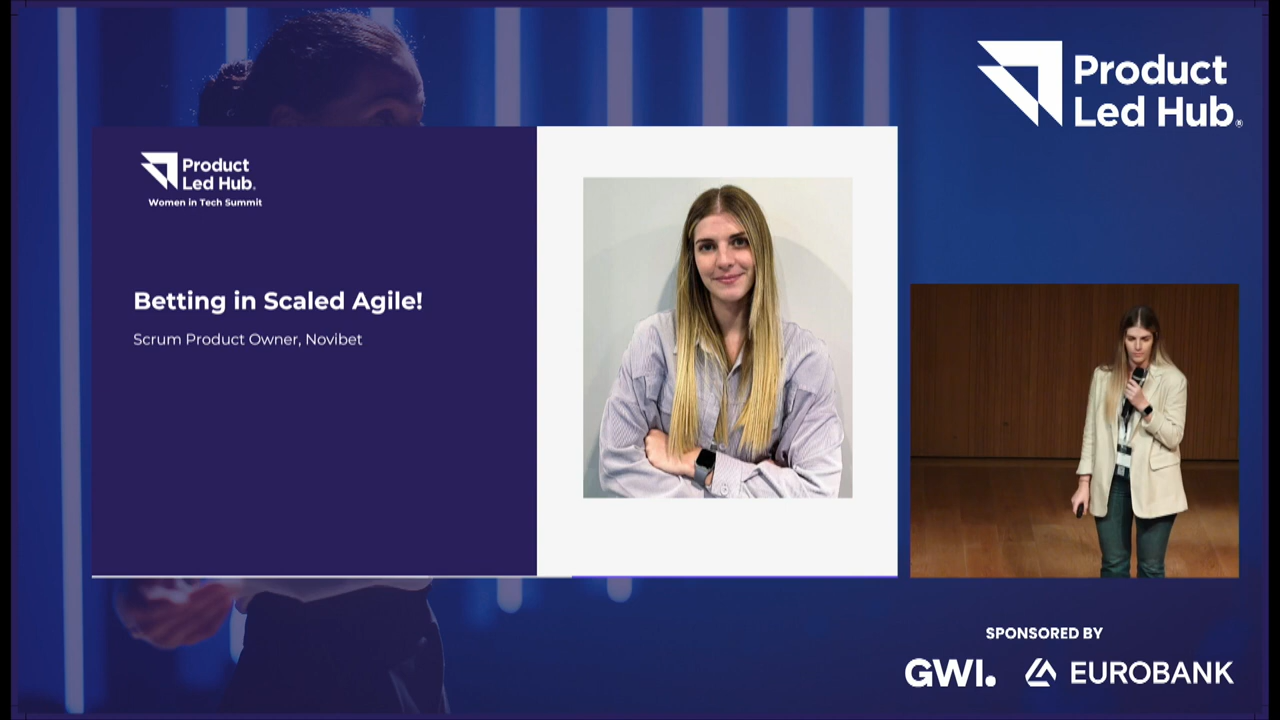 Product
Led Hub.
Women in Tech Summit
Betting in Scaled Agile!
Scrum Product Owner, Novibet
Product
Led Hub®
SPONSORED BY
GWI.
EUROBANK